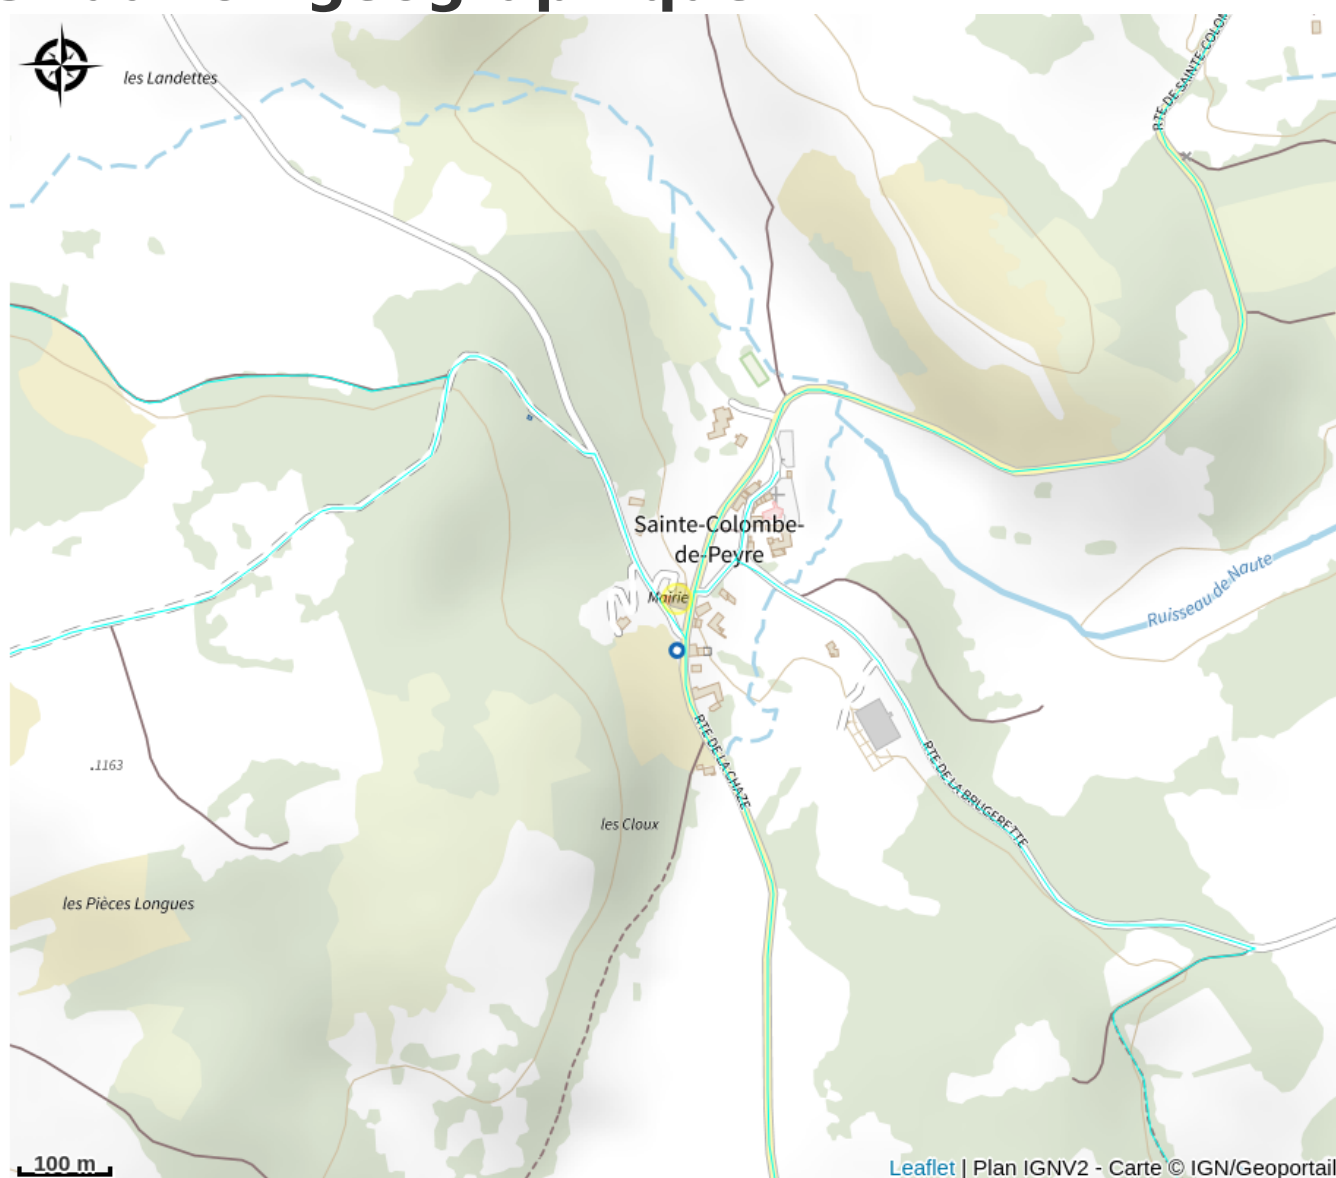 les Landettes
RTE DE SAINTE-COLOM
Sainte-Colombe-
de-Peyre
Mairie
Ruisseau de Naute
RTE DE LA CHAZE
RTE DE LA BRUGERETTE
.1163
les Cloux
les Pièces Longues
100 m
Leaflet | Plan IGNV2 - Carte © IGN/Geoportail